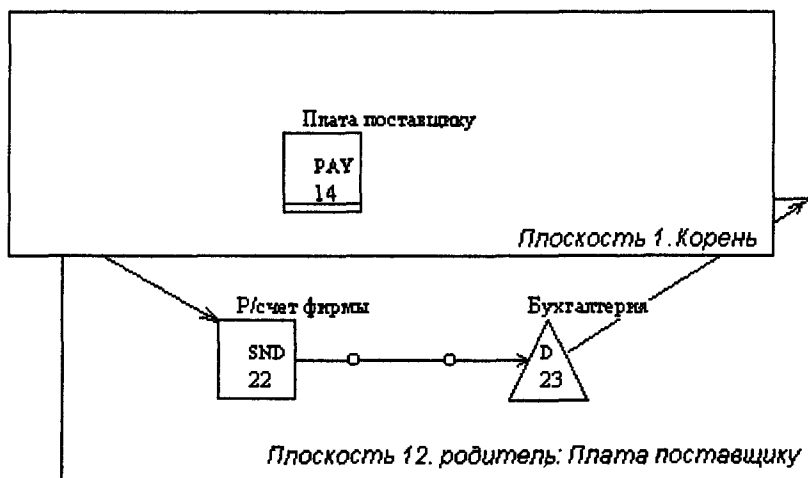 Плата поставщику
PAY
14
Плоскость 1. Корень
Р/счет фирмы
Бухгалтерия
SND
22
D
23
Плоскость 12. родитель: Плата поставщику